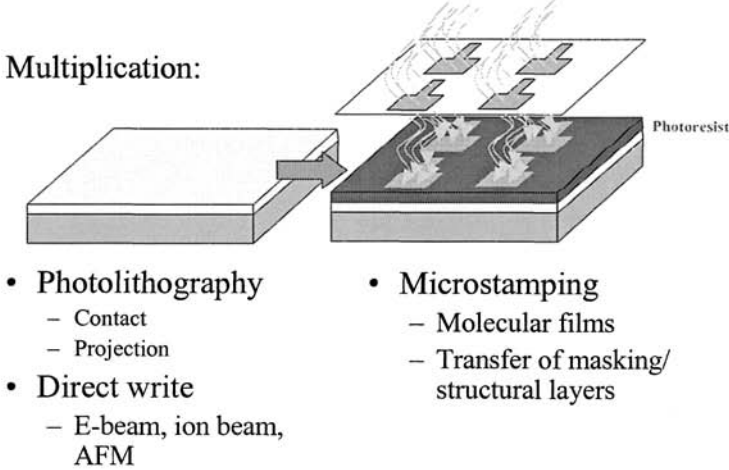 Multiplication:
Photoresist
• Photolithography
– Contact
– Projection
• Direct write
– E-beam, ion beam,
AFM
• Microstamping
– Molecular films
– Transfer of masking/
structural layers